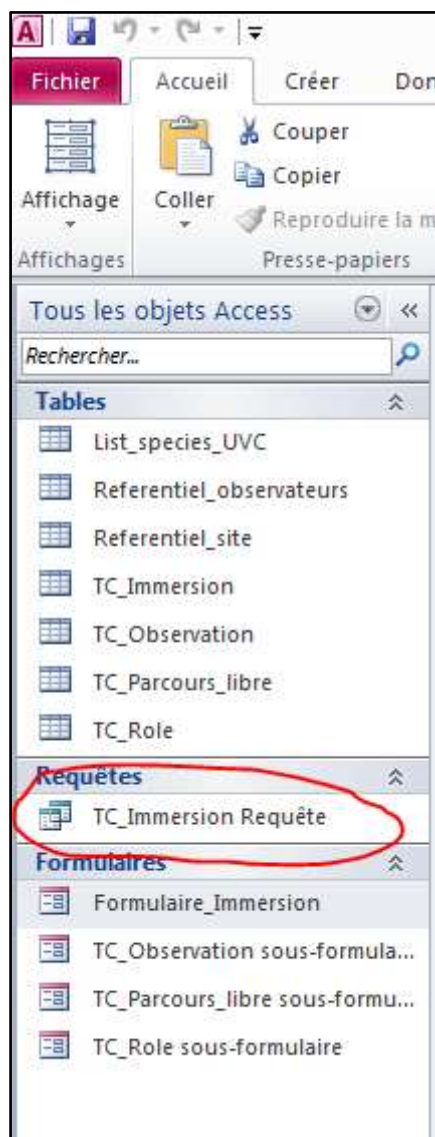 A
Fichier Accueil Créer Don
Affichage
Coller
Couper
Copier
Reproduire la m
Affichages Presse-papiers
Tous les objets Access
Rechercher...
Tables
List_species_UVC
Referentiel_observateurs
Referentiel_site
TC_Immersion
TC_Observation
TC_Parcours_libre
TC_Role
Requêtes
TC_Immersion Requête
Formulaires
Formulaire_Immersion
TC_Observation sous-formula...
TC_Parcours_libre sous-formu...
TC_Role sous-formulaire